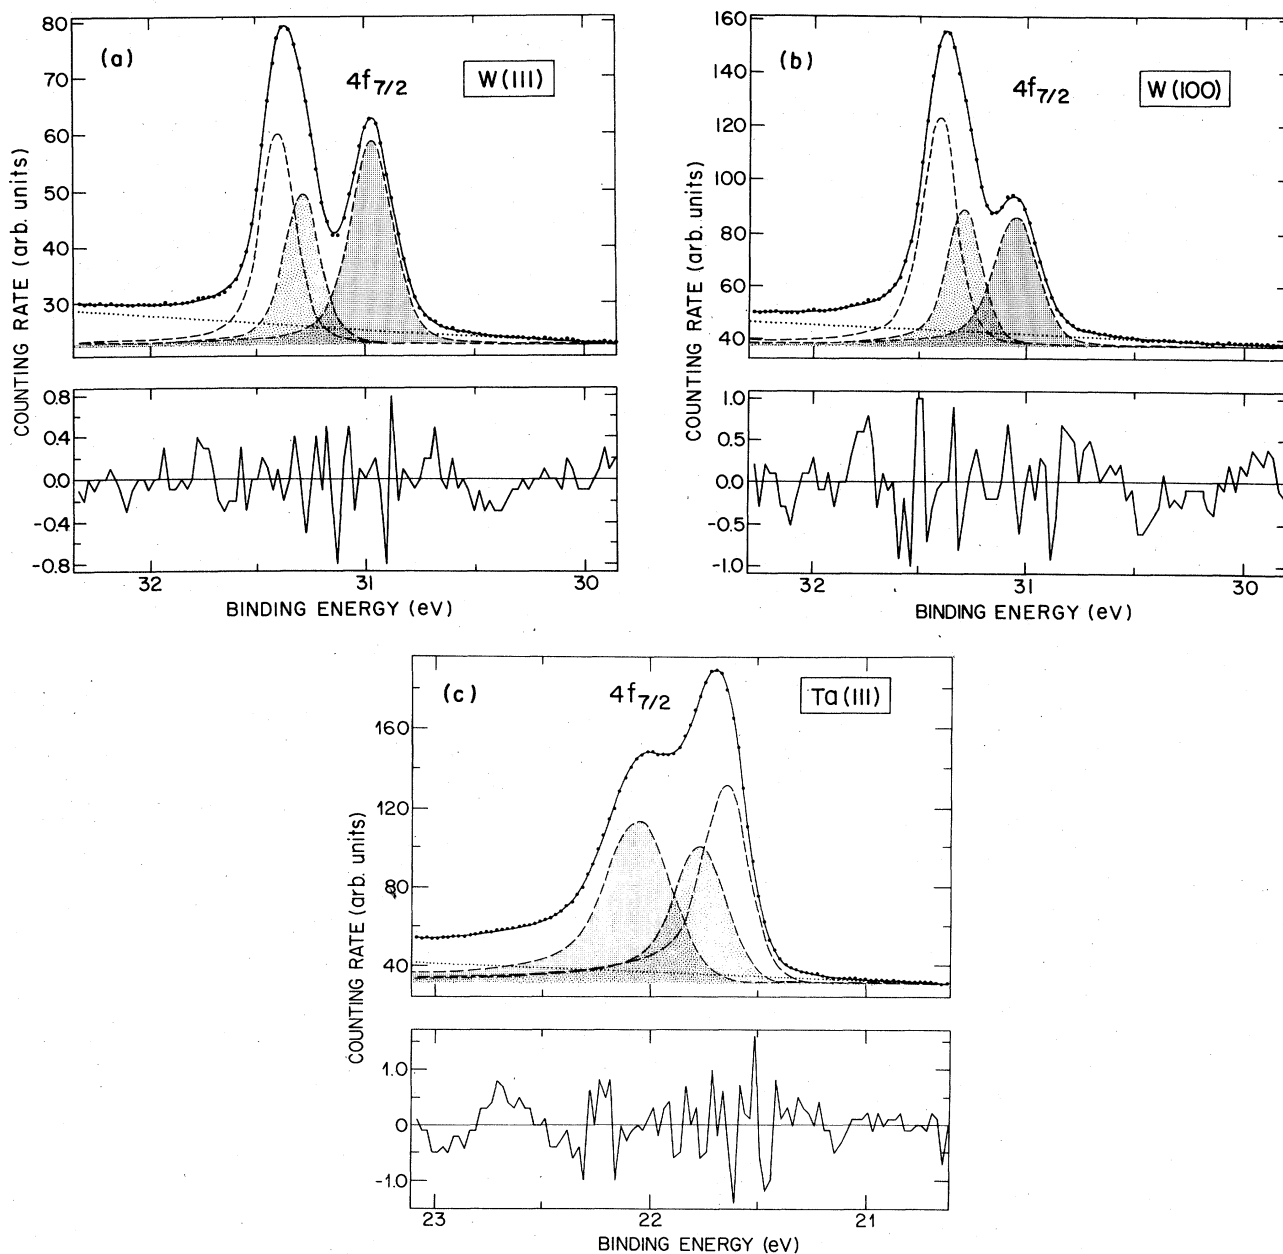 (a)
4f7/2
W(111)
COUNTING RATE (arb. units)
80
70
60
50
40
30
0.8
0.4
0.0
-0.4
-0.8
32
31
30
BINDING ENERGY (eV)
(b)
4f7/2
W(100)
COUNTING RATE (arb. units)
160
140
120
100
80
60
40
1.0
0.5
0.0
-0.5
-1.0
32
31
30
BINDING ENERGY (eV)
(c)
4f7/2
Ta(111)
COUNTING RATE (arb. units)
160
120
80
40
1.0
0
-1.0
23
22
21
BINDING ENERGY (eV)